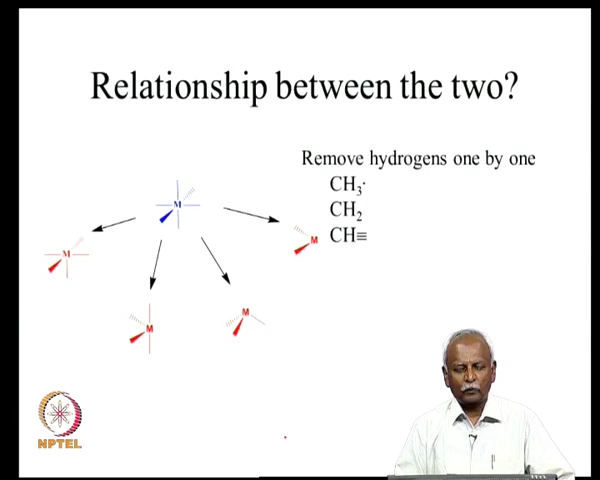 Relationship between the two?
Remove hydrogens one by one
CH₃·
CH₂
CH≡
M
M
M
M
M
NPTEL